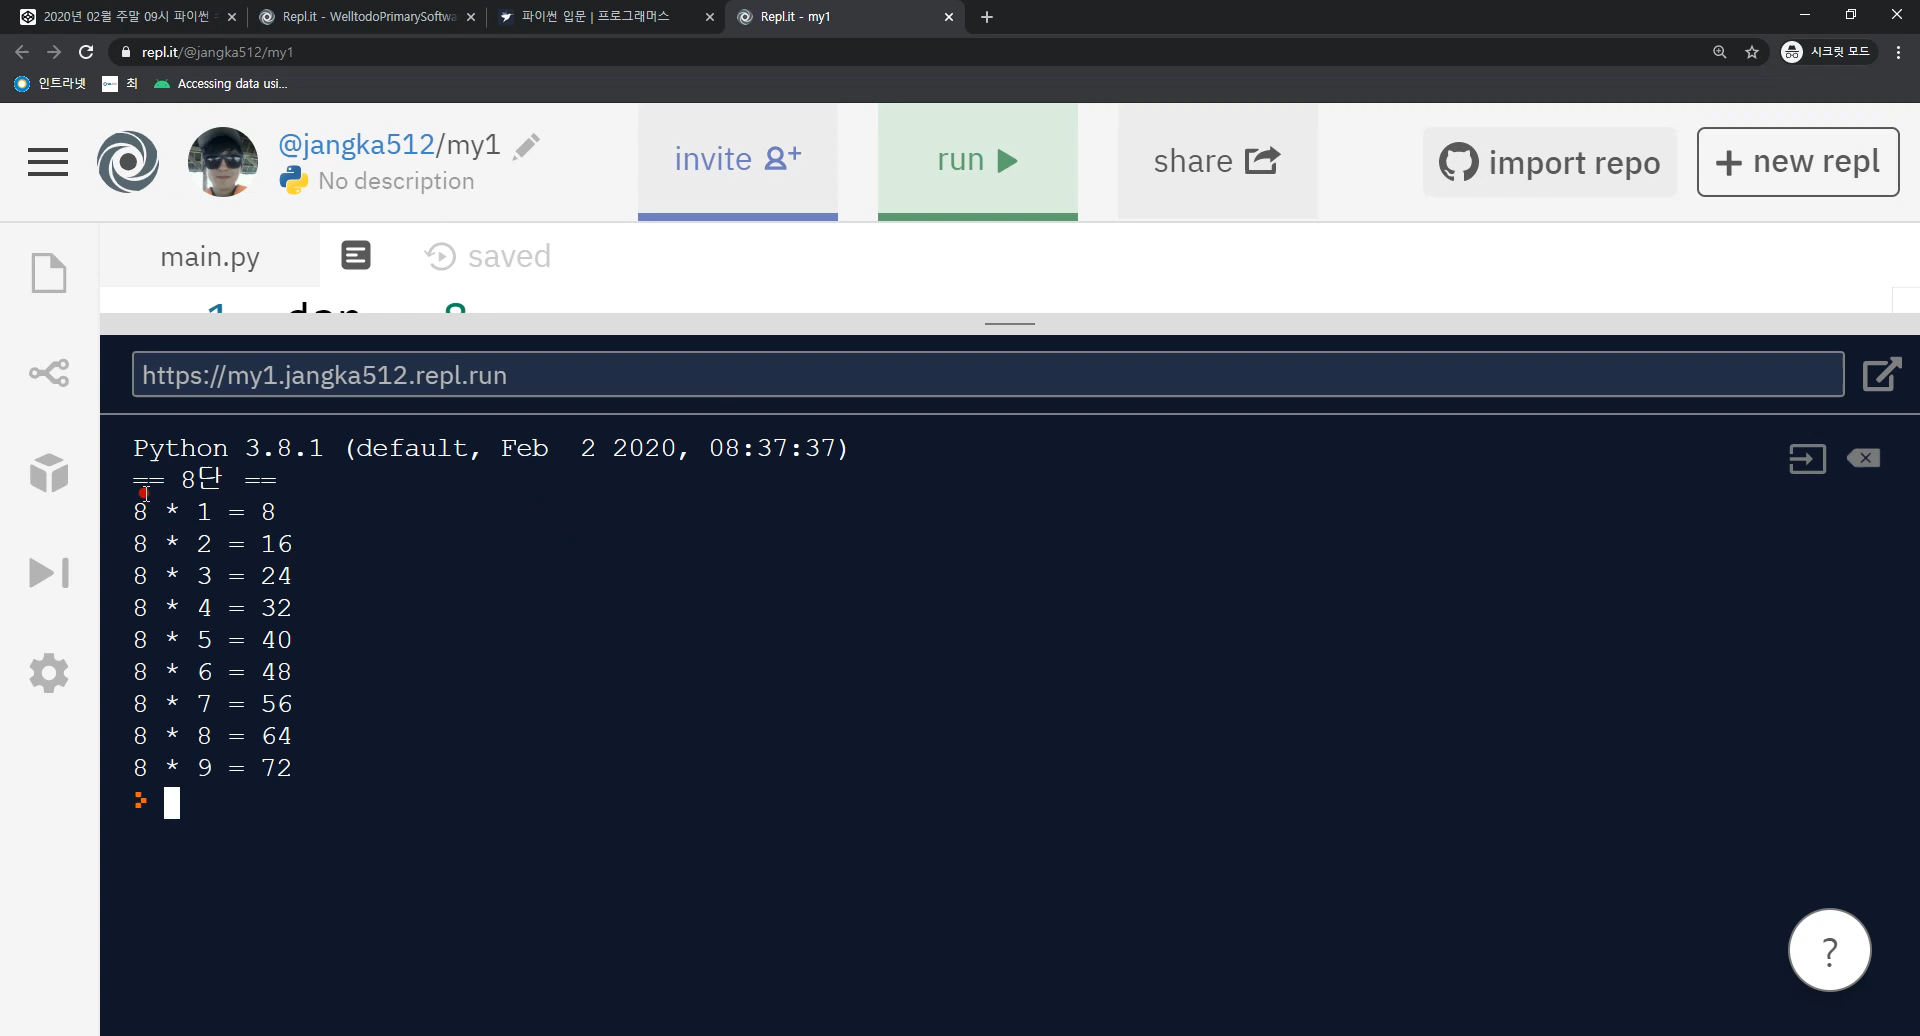 2020년 02월 주말 09시 파이썬
Repl.it - WelltodoPrimarySoftwa
파이썬 입문 | 프로그래머스
Repl.it - my1
repl.it/@jangka512/my1
시크릿 모드
인트라넷
최
Accessing data usi...
@jangka512/my1
No description
invite
run
share
import repo
+ new repl
main.py
saved
1 dan 8
https://my1.jangka512.repl.run
Python 3.8.1 (default, Feb  2 2020, 08:37:37)
== 8단 ==
8 * 1 = 8
8 * 2 = 16
8 * 3 = 24
8 * 4 = 32
8 * 5 = 40
8 * 6 = 48
8 * 7 = 56
8 * 8 = 64
8 * 9 = 72
?